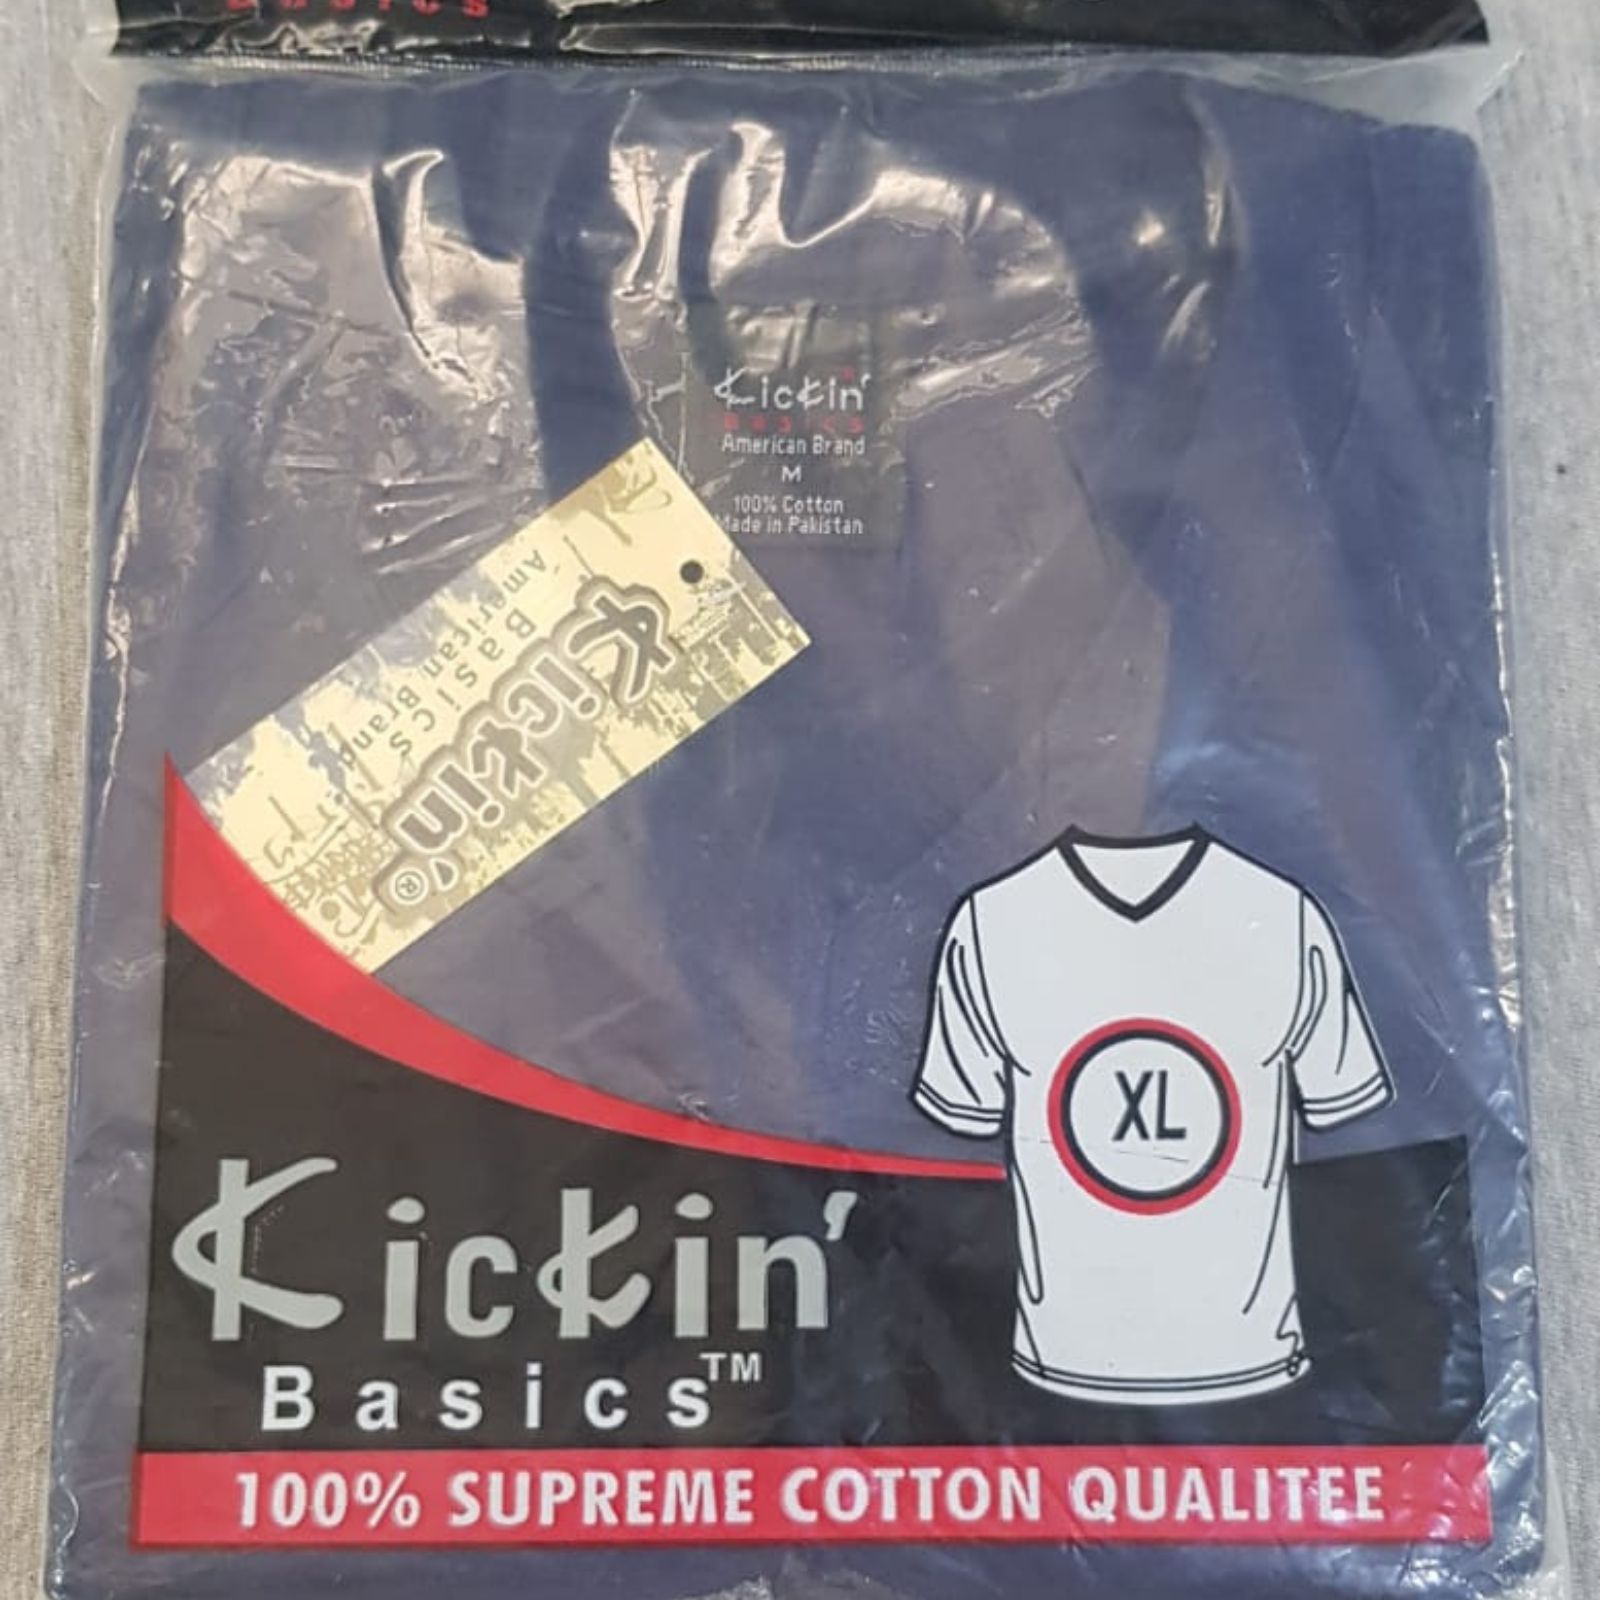 Basics
Kickin'
Basics
American Brand
M
100% Cotton
Made in Pakistan
Kickin'®
Basics
American Brand
XL
Kickin'
Basics™
100% SUPREME COTTON QUALITEE